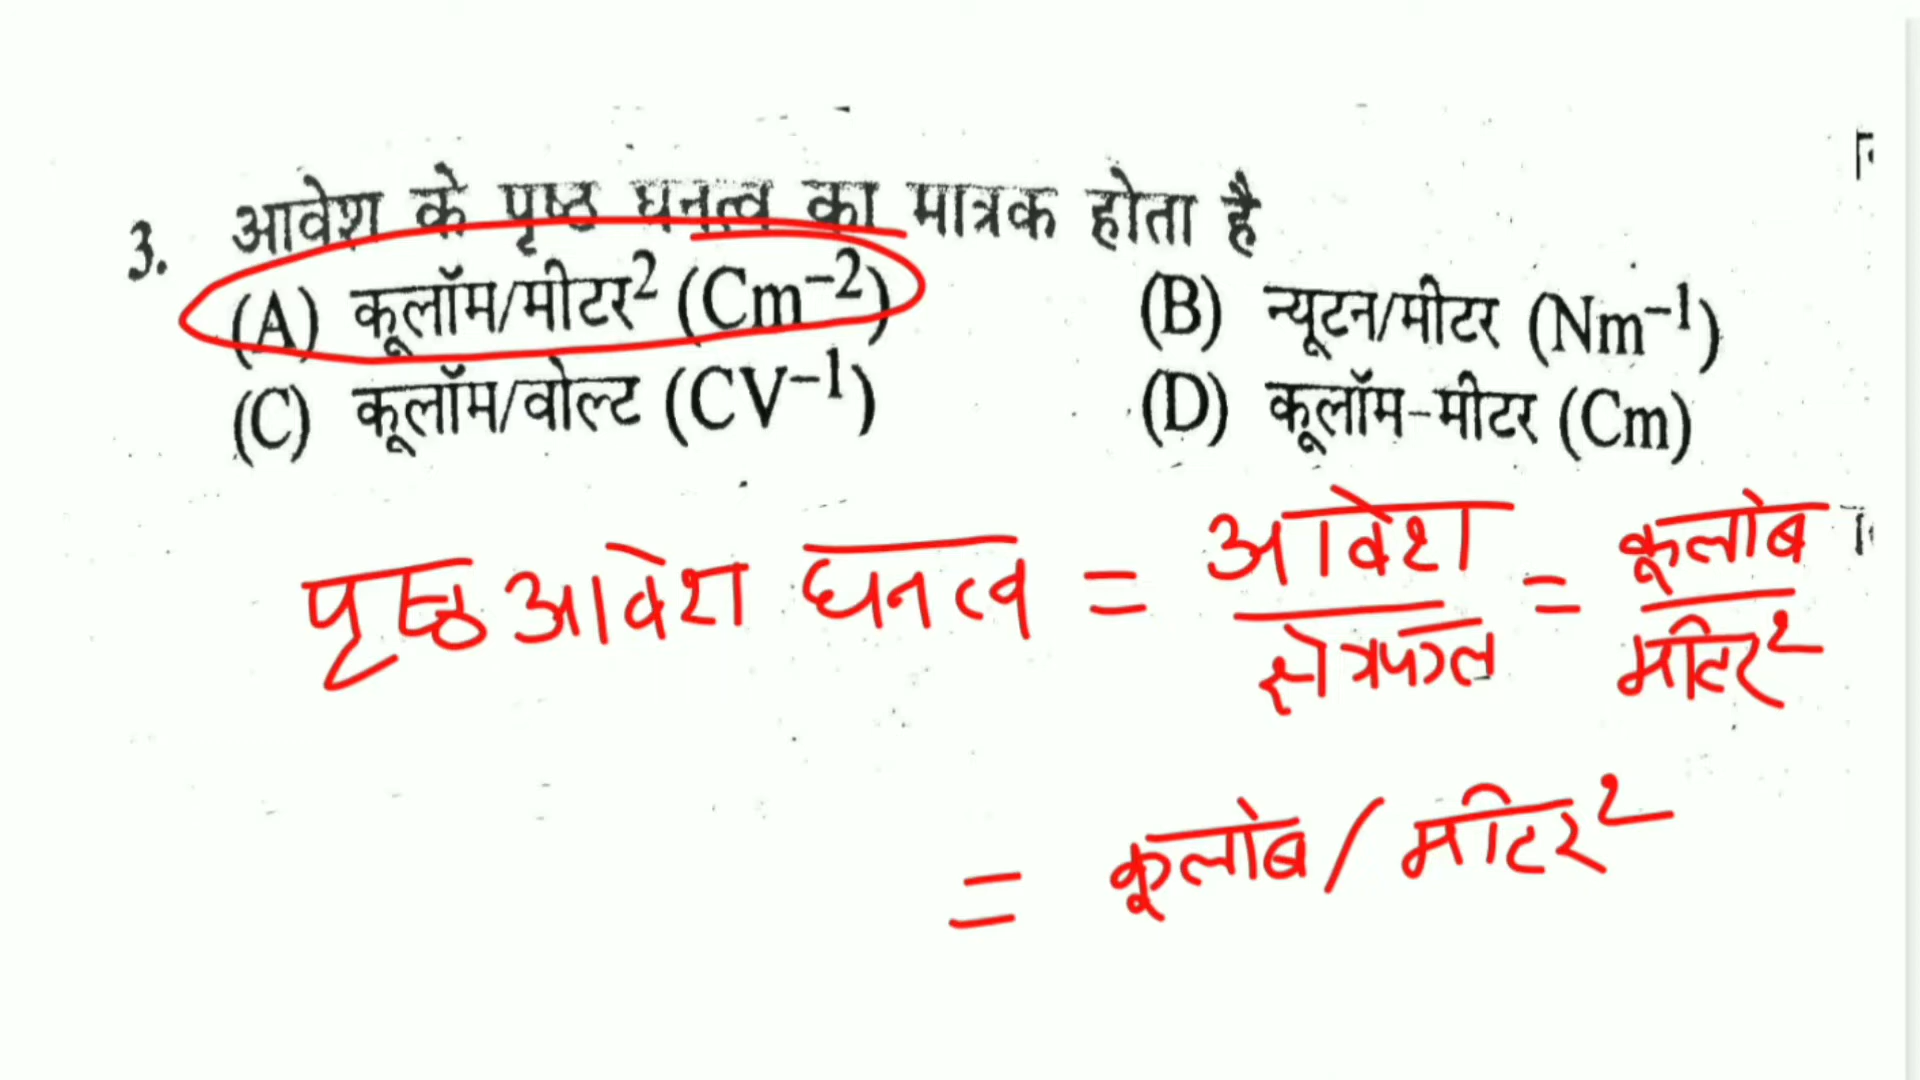 3. आवेश के पृष्ठ घनत्व का मात्रक होता है
(A) कूलॉम/मीटर² (Cm⁻²) (B) न्यूटन/मीटर (Nm⁻¹)
(C) कूलॉम/वोल्ट (CV⁻¹) (D) कूलॉम-मीटर (Cm)
पृष्ठ आवेश घनत्व = आवेश / क्षेत्रफल = कूलांब / मीटर²
= कूलांब / मीटर²